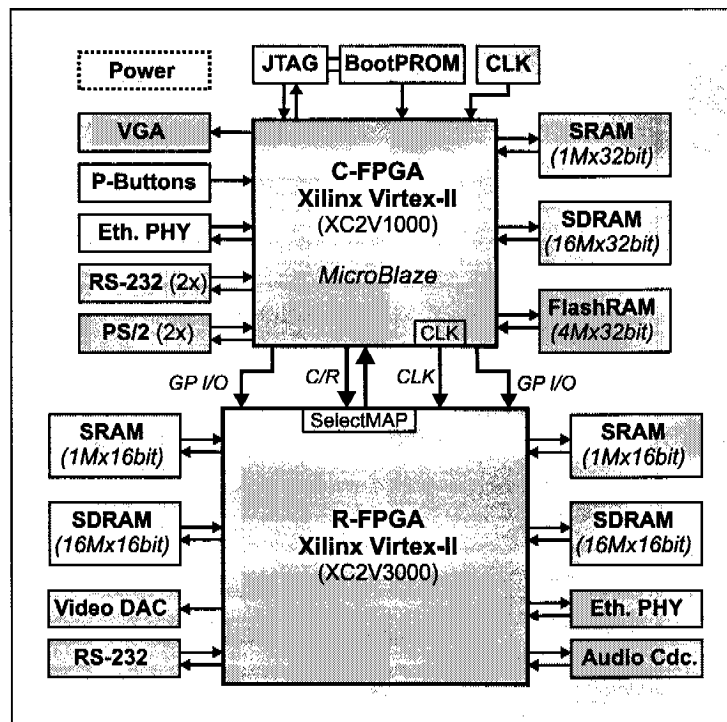 Power
JTAG
BootPROM
CLK
VGA
P-Buttons
Eth. PHY
RS-232 (2x)
PS/2 (2x)
C-FPGA
Xilinx Virtex-II
(XC2V1000)
MicroBlaze
CLK
SRAM
(1Mx32bit)
SDRAM
(16Mx32bit)
FlashRAM
(4Mx32bit)
GP I/O
C/R
CLK
GP I/O
SelectMAP
SRAM
(1Mx16bit)
SDRAM
(16Mx16bit)
Video DAC
RS-232
R-FPGA
Xilinx Virtex-II
(XC2V3000)
SRAM
(1Mx16bit)
SDRAM
(16Mx16bit)
Eth. PHY
Audio Cdc.